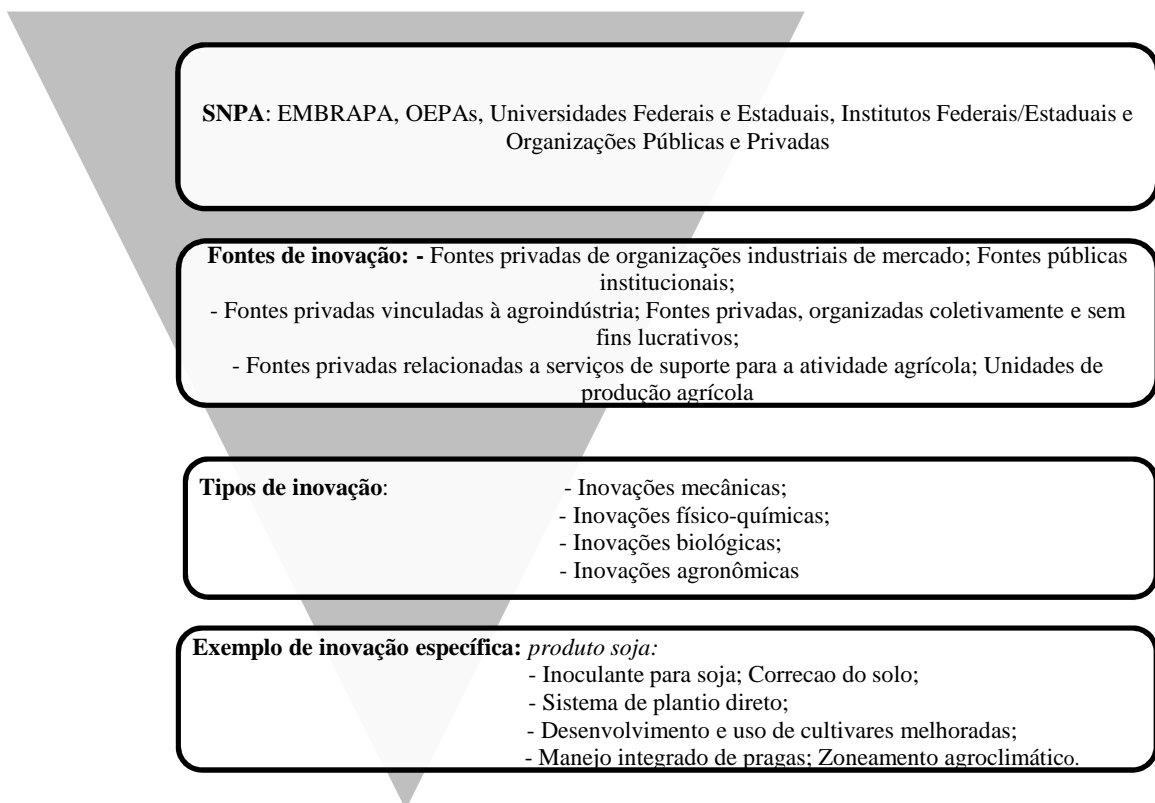 SNPA: EMBRAPA, OEPAs, Universidades Federais e Estaduais, Institutos Federais/Estaduais e
Organizações Públicas e Privadas
Fontes de inovação: - Fontes privadas de organizações industriais de mercado; Fontes públicas
institucionais;
- Fontes privadas vinculadas à agroindústria; Fontes privadas, organizadas coletivamente e sem
fins lucrativos;
- Fontes privadas relacionadas a serviços de suporte para a atividade agrícola; Unidades de
produção agrícola
Tipos de inovação: - Inovações mecânicas;
- Inovações físico-químicas;
- Inovações biológicas;
- Inovações agronômicas
Exemplo de inovação específica: produto soja:
- Inoculante para soja; Correcao do solo;
- Sistema de plantio direto;
- Desenvolvimento e uso de cultivares melhoradas;
- Manejo integrado de pragas; Zoneamento agroclimático.